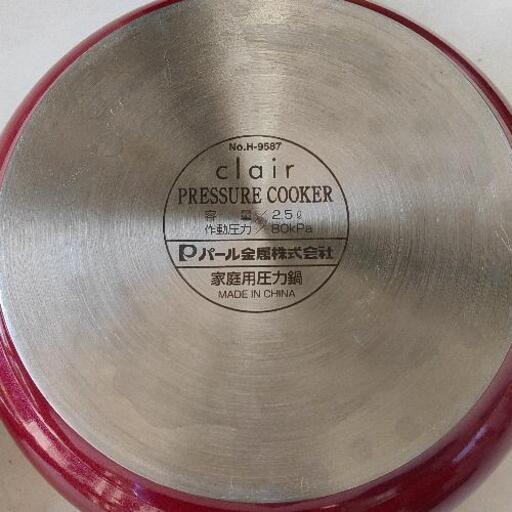 No.H-9587
clair
PRESSURE COOKER
容量 2.5ℓ
作動圧力 80kPa
P パール金属株式会社
家庭用圧力鍋
MADE IN CHINA